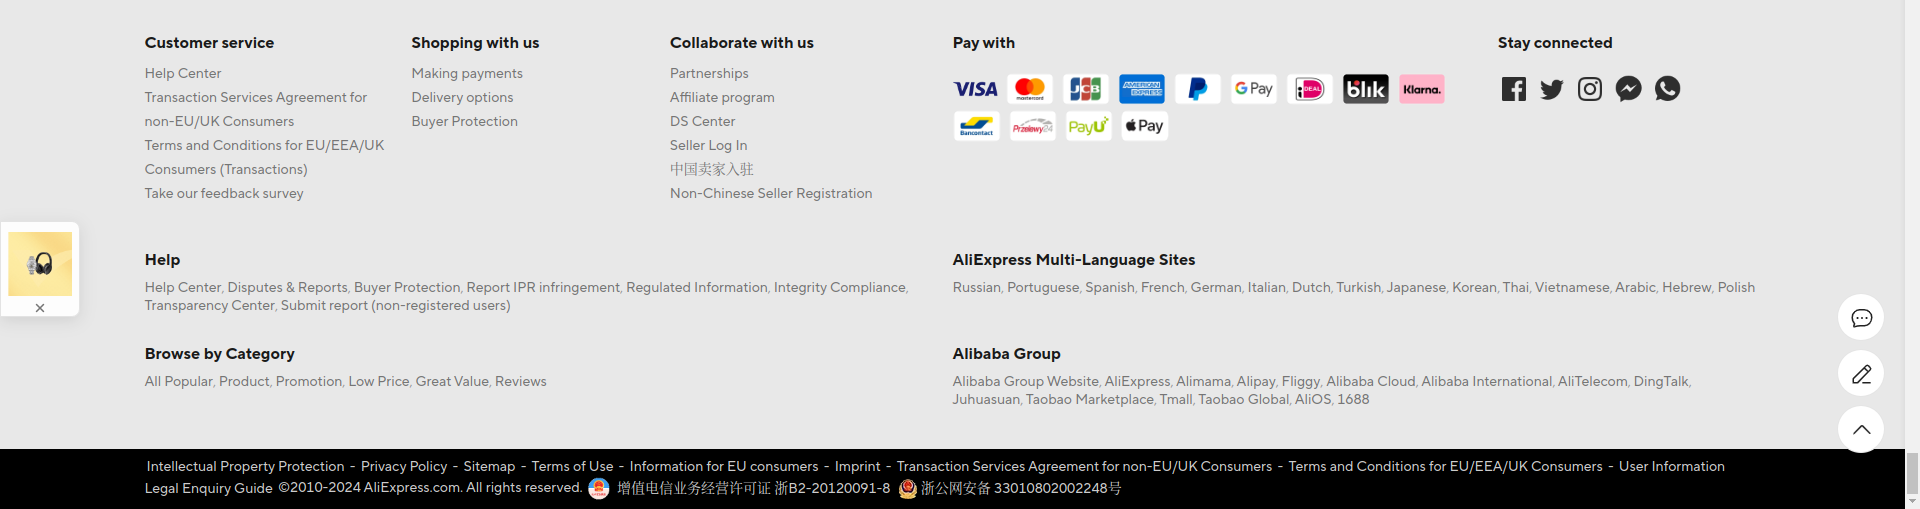 Customer service
Help Center
Transaction Services Agreement for
non-EU/UK Consumers
Terms and Conditions for EU/EEA/UK
Consumers (Transactions)
Take our feedback survey
Shopping with us
Making payments
Delivery options
Buyer Protection
Collaborate with us
Partnerships
Affiliate program
DS Center
Seller Log In
中国卖家入驻
Non-Chinese Seller Registration
Pay with
VISA
mastercard
JCB
AMERICAN EXPRESS
G Pay
iDEAL
blik
Klarna.
Bancontact
Przelewy24
PayU
Pay
Stay connected
Help
Help Center, Disputes & Reports, Buyer Protection, Report IPR infringement, Regulated Information, Integrity Compliance,
Transparency Center, Submit report (non-registered users)
AliExpress Multi-Language Sites
Russian, Portuguese, Spanish, French, German, Italian, Dutch, Turkish, Japanese, Korean, Thai, Vietnamese, Arabic, Hebrew, Polish
Browse by Category
All Popular, Product, Promotion, Low Price, Great Value, Reviews
Alibaba Group
Alibaba Group Website, AliExpress, Alimama, Alipay, Fliggy, Alibaba Cloud, Alibaba International, AliTelecom, DingTalk,
Juhuasuan, Taobao Marketplace, Tmall, Taobao Global, AliOS, 1688
Intellectual Property Protection - Privacy Policy - Sitemap - Terms of Use - Information for EU consumers - Imprint - Transaction Services Agreement for non-EU/UK Consumers - Terms and Conditions for EU/EEA/UK Consumers - User Information
Legal Enquiry Guide ©2010-2024 AliExpress.com. All rights reserved. 增值电信业务经营许可证 浙B2-20120091-8 浙公网安备 33010802002248号